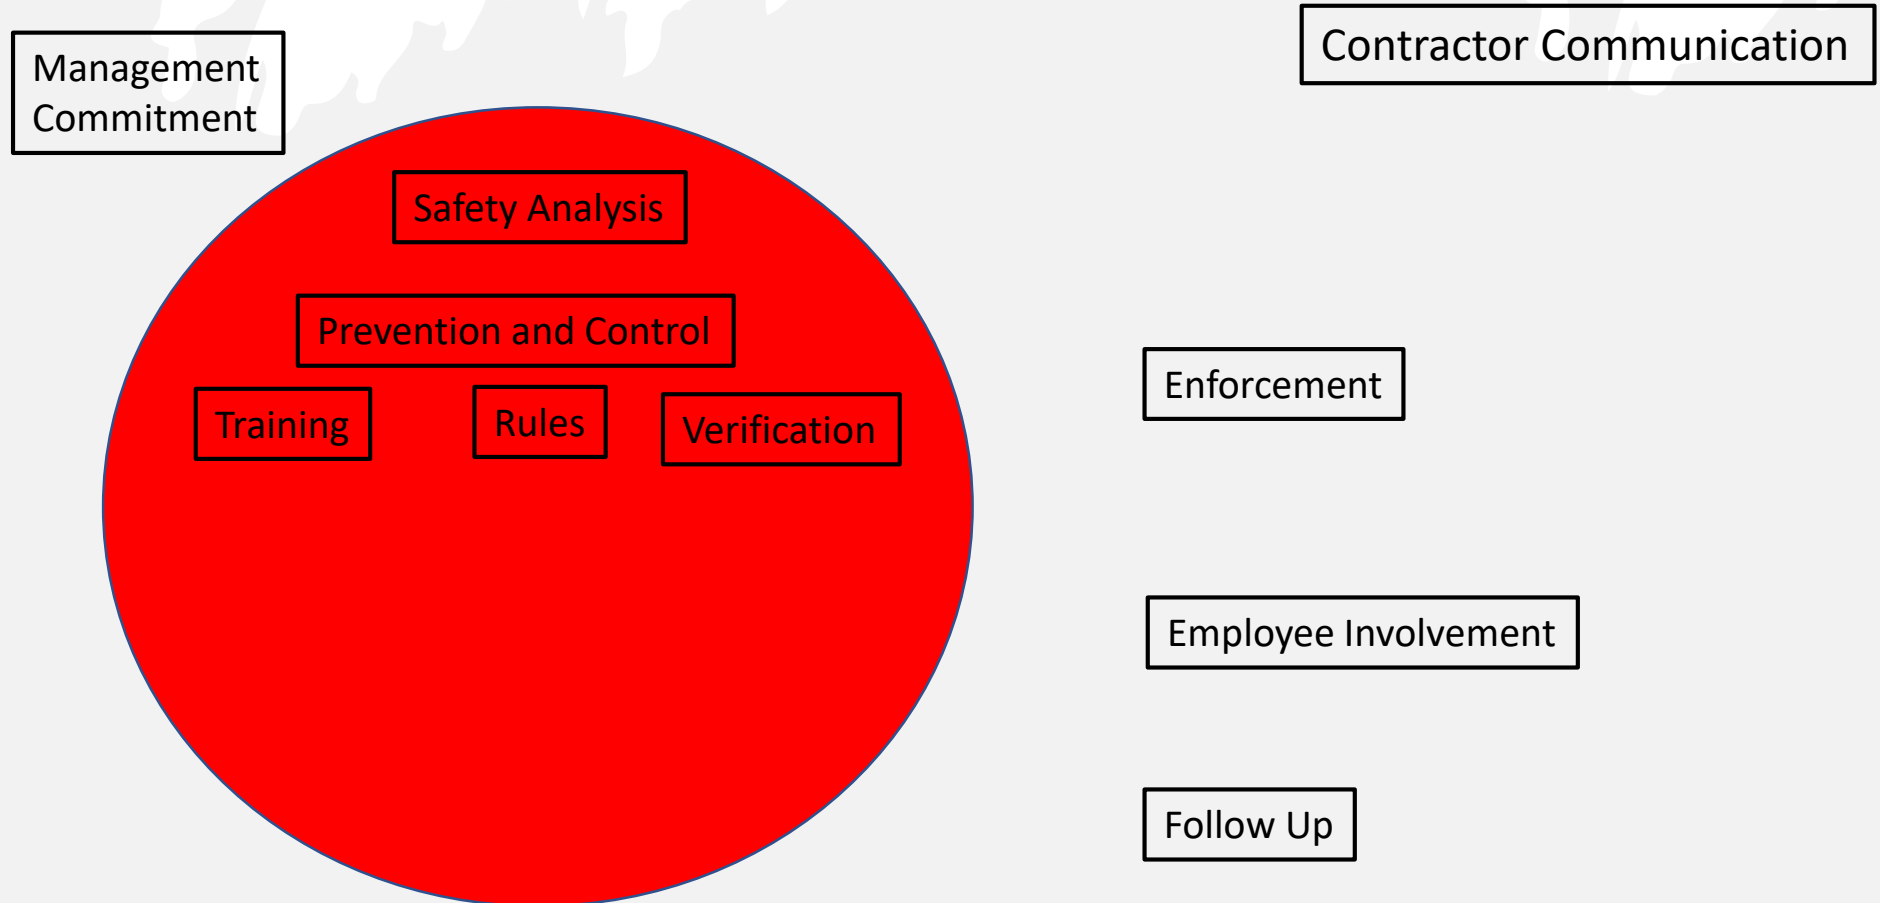 Management
Commitment
Contractor Communication
Safety Analysis
Prevention and Control
Training
Rules
Verification
Enforcement
Employee Involvement
Follow Up